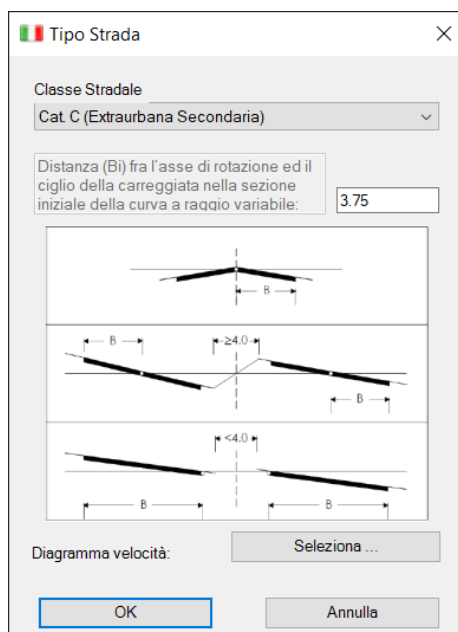 Tipo Strada
Classe Stradale
Cat. C (Extraurbana Secondaria)
Distanza (Bi) fra l'asse di rotazione ed il
ciglio della carreggiata nella sezione
iniziale della curva a raggio variabile:
3.75
B
B
≥4.0
B
<4.0
B
B
Diagramma velocità:
Seleziona ...
OK
Annulla